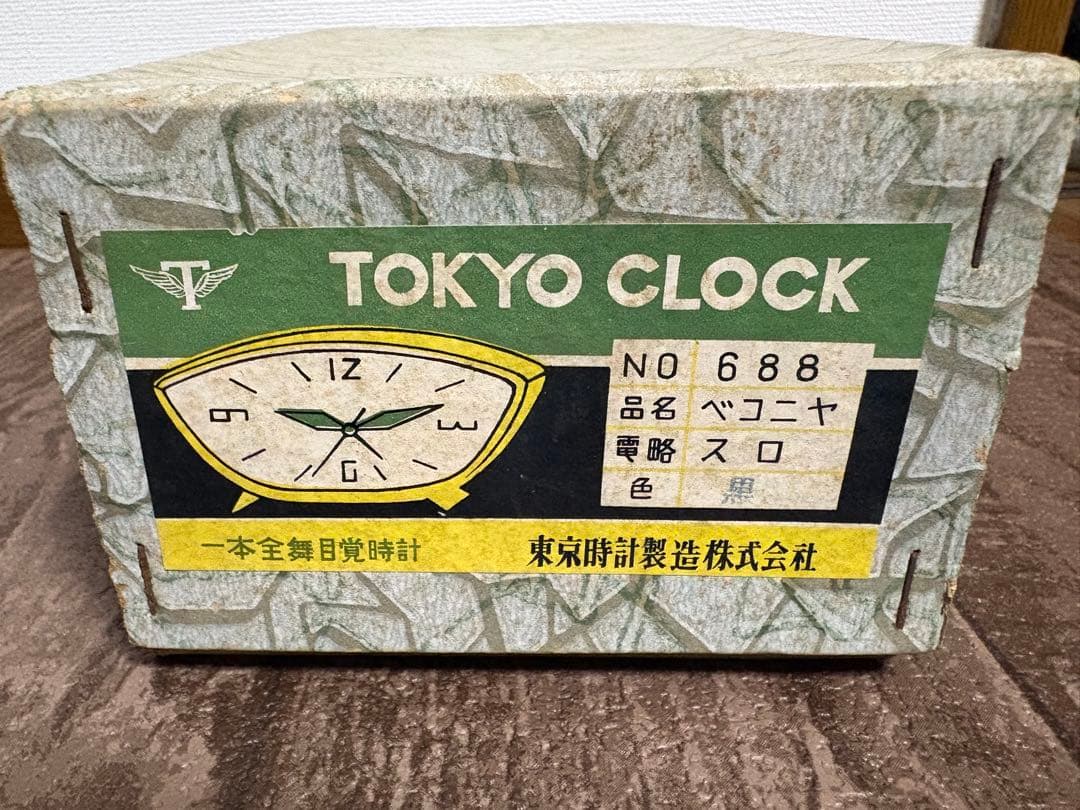 T TOKYO CLOCK
12
9 3
6
NO 688
品名 ベコニヤ
電略 スロ
色 黒
一本全舞目覚時計
東京時計製造株式会社